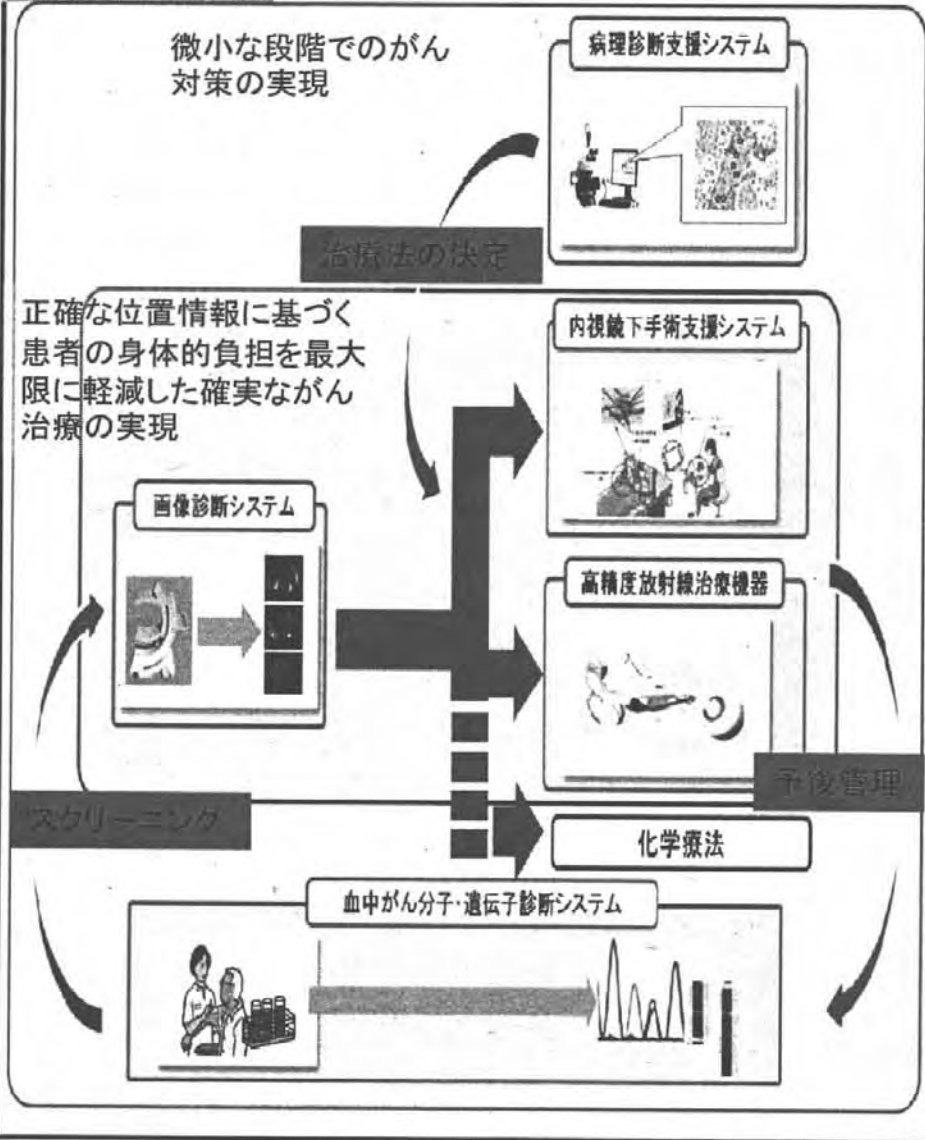 微小な段階でのがん
対策の実現
病理診断支援システム
治療法の決定
正確な位置情報に基づく
患者の身体的負担を最大
限に軽減した確実ながん
治療の実現
内視鏡下手術支援システム
画像診断システム
高精度放射線治療機器
予後管理
スクリーニング
化学療法
血中がん分子・遺伝子診断システム